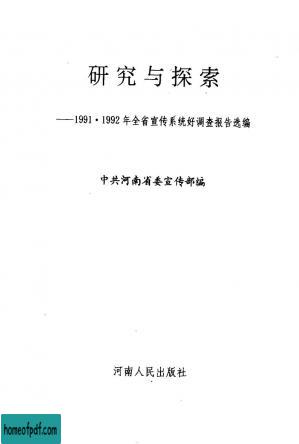 研究与探索
——1991·1992年全省宣传系统好调查报告选编
中共河南省委宣传部编
河南人民出版社
homeofpdf.com